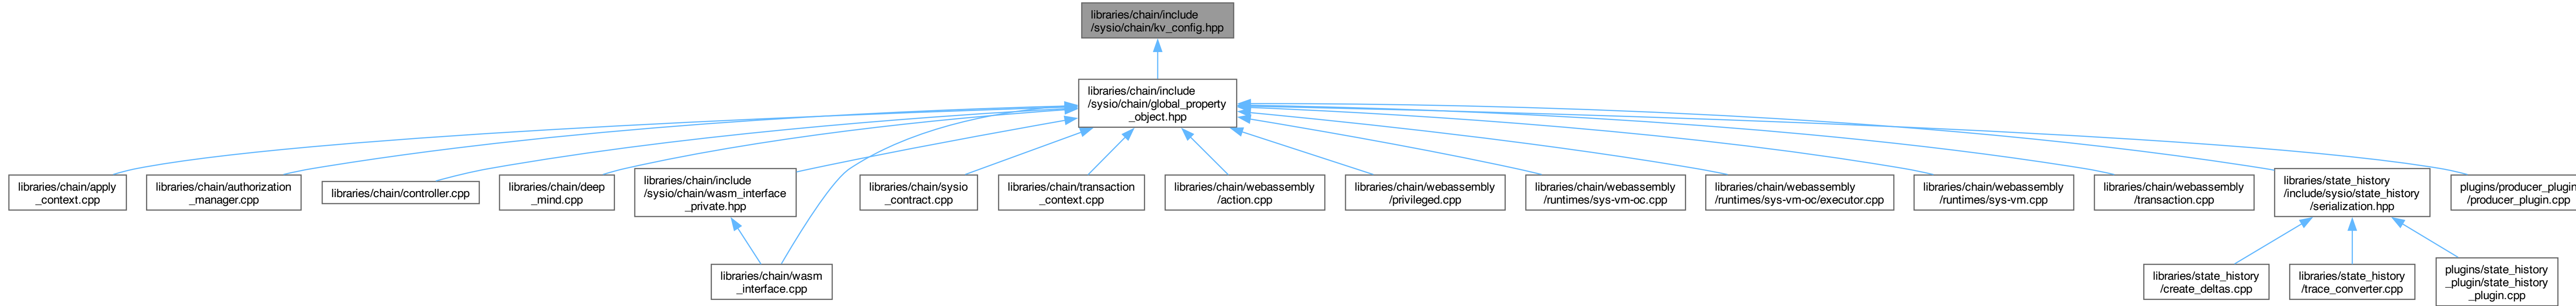 libraries/chain/include
/sysio/chain/kv_config.hpp
libraries/chain/include
/sysio/chain/global_property
_object.hpp
libraries/chain/apply
_context.cpp
libraries/chain/authorization
_manager.cpp
libraries/chain/controller.cpp
libraries/chain/deep
_mind.cpp
libraries/chain/include
/sysio/chain/wasm_interface
_private.hpp
libraries/chain/sysio
_contract.cpp
libraries/chain/transaction
_context.cpp
libraries/chain/webassembly
/action.cpp
libraries/chain/webassembly
/privileged.cpp
libraries/chain/webassembly
/runtimes/sys-vm-oc.cpp
libraries/chain/webassembly
/runtimes/sys-vm-oc/executor.cpp
libraries/chain/webassembly
/runtimes/sys-vm.cpp
libraries/chain/webassembly
/transaction.cpp
libraries/state_history
/include/sysio/state_history
/serialization.hpp
plugins/producer_plugin
/producer_plugin.cpp
libraries/chain/wasm
_interface.cpp
libraries/state_history
/create_deltas.cpp
libraries/state_history
/trace_converter.cpp
plugins/state_history
_plugin/state_history
_plugin.cpp